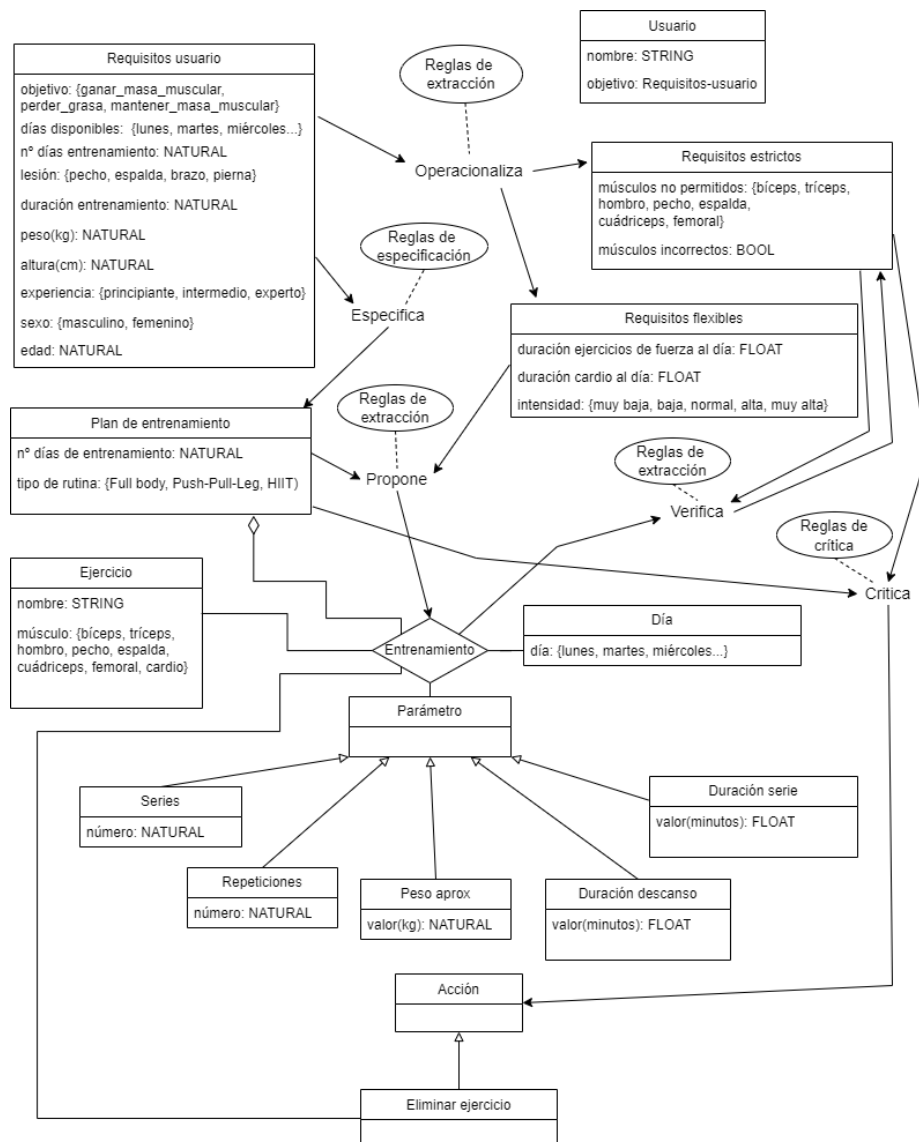 Usuario
nombre: STRING
objetivo: Requisitos-usuario
Requisitos usuario
objetivo: {ganar_masa_muscular,
perder_grasa, mantener_masa_muscular}
días disponibles: {lunes, martes, miércoles...}
nº días entrenamiento: NATURAL
lesión: {pecho, espalda, brazo, pierna}
duración entrenamiento: NATURAL
peso(kg): NATURAL
altura(cm): NATURAL
experiencia: {principiante, intermedio, experto}
sexo: {masculino, femenino}
edad: NATURAL
Reglas de
extracción
Operacionaliza
Requisitos estrictos
músculos no permitidos: {bíceps, tríceps,
hombro, pecho, espalda,
cuádriceps, femoral}
músculos incorrectos: BOOL
Reglas de
especificación
Especifica
Requisitos flexibles
duración ejercicios de fuerza al día: FLOAT
duración cardio al día: FLOAT
intensidad: {muy baja, baja, normal, alta, muy alta}
Plan de entrenamiento
nº días de entrenamiento: NATURAL
tipo de rutina: {Full body, Push-Pull-Leg, HIIT)
Reglas de
extracción
Propone
Reglas de
extracción
Verifica
Reglas de
crítica
Critica
Ejercicio
nombre: STRING
músculo: {bíceps, tríceps,
hombro, pecho, espalda,
cuádriceps, femoral, cardio}
Entrenamiento
Día
día: {lunes, martes, miércoles...}
Parámetro
Series
número: NATURAL
Duración serie
valor(minutos): FLOAT
Repeticiones
número: NATURAL
Peso aprox
valor(kg): NATURAL
Duración descanso
valor(minutos): FLOAT
Acción
Eliminar ejercicio